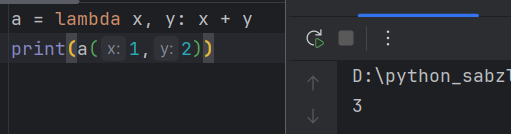 a = lambda x, y: x + y
print(a( x: 1, y: 2))
D:\python_sabz
3